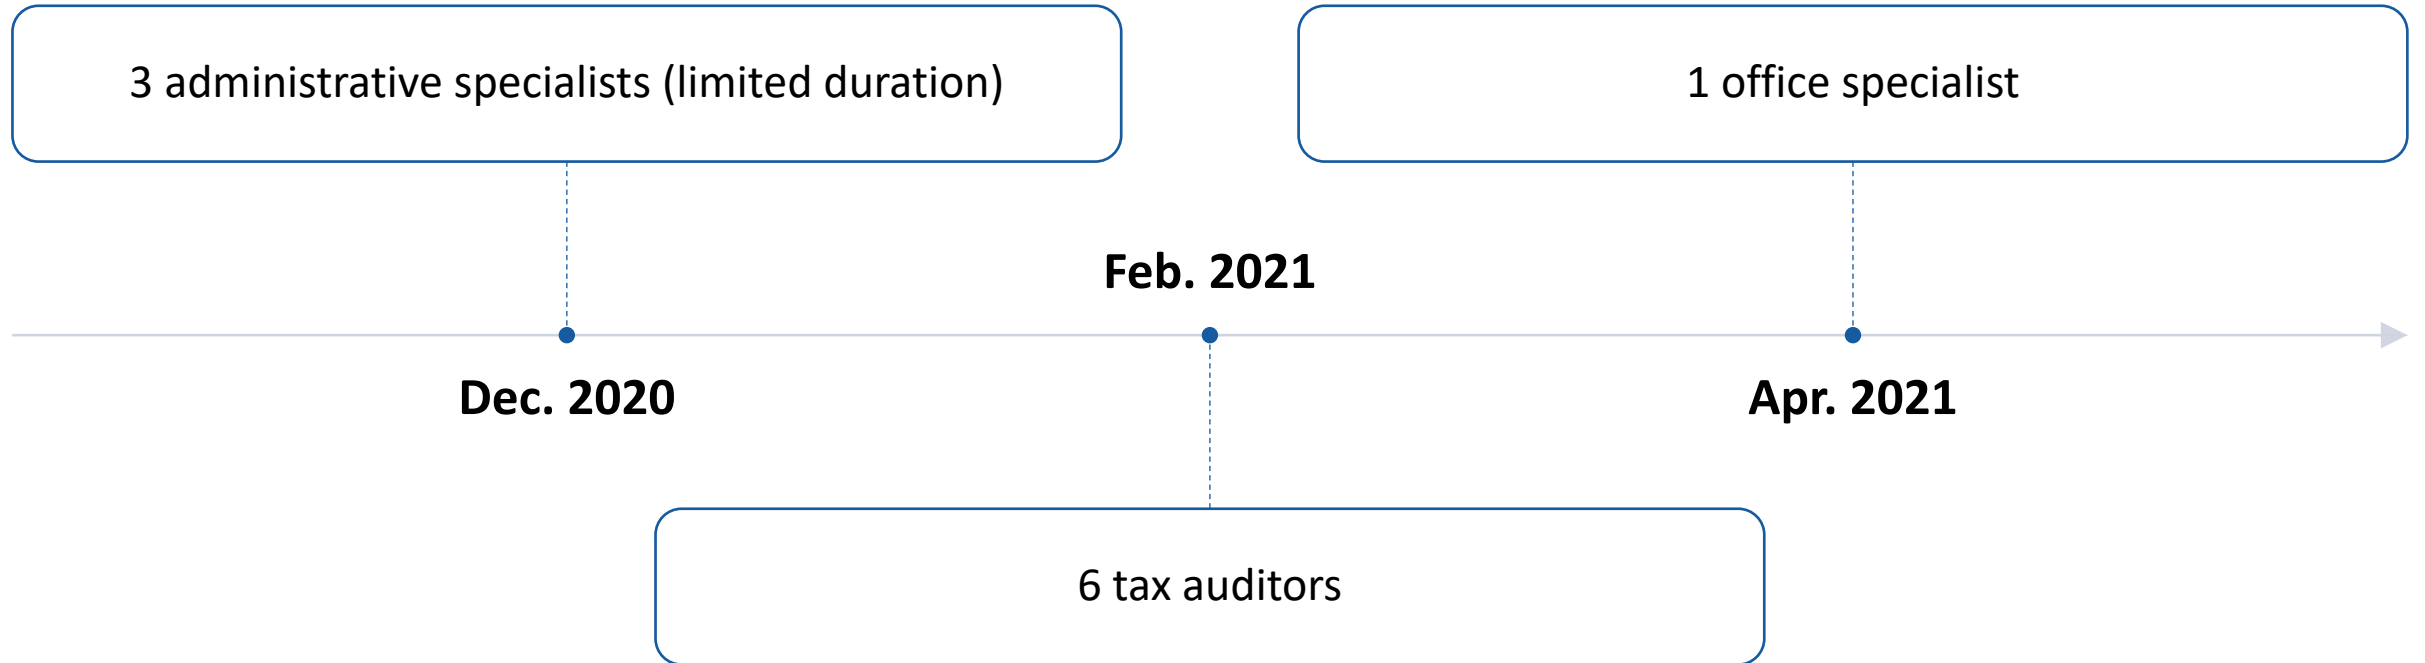 3 administrative specialists (limited duration)
1 office specialist
Feb. 2021
Dec. 2020
Apr. 2021
6 tax auditors